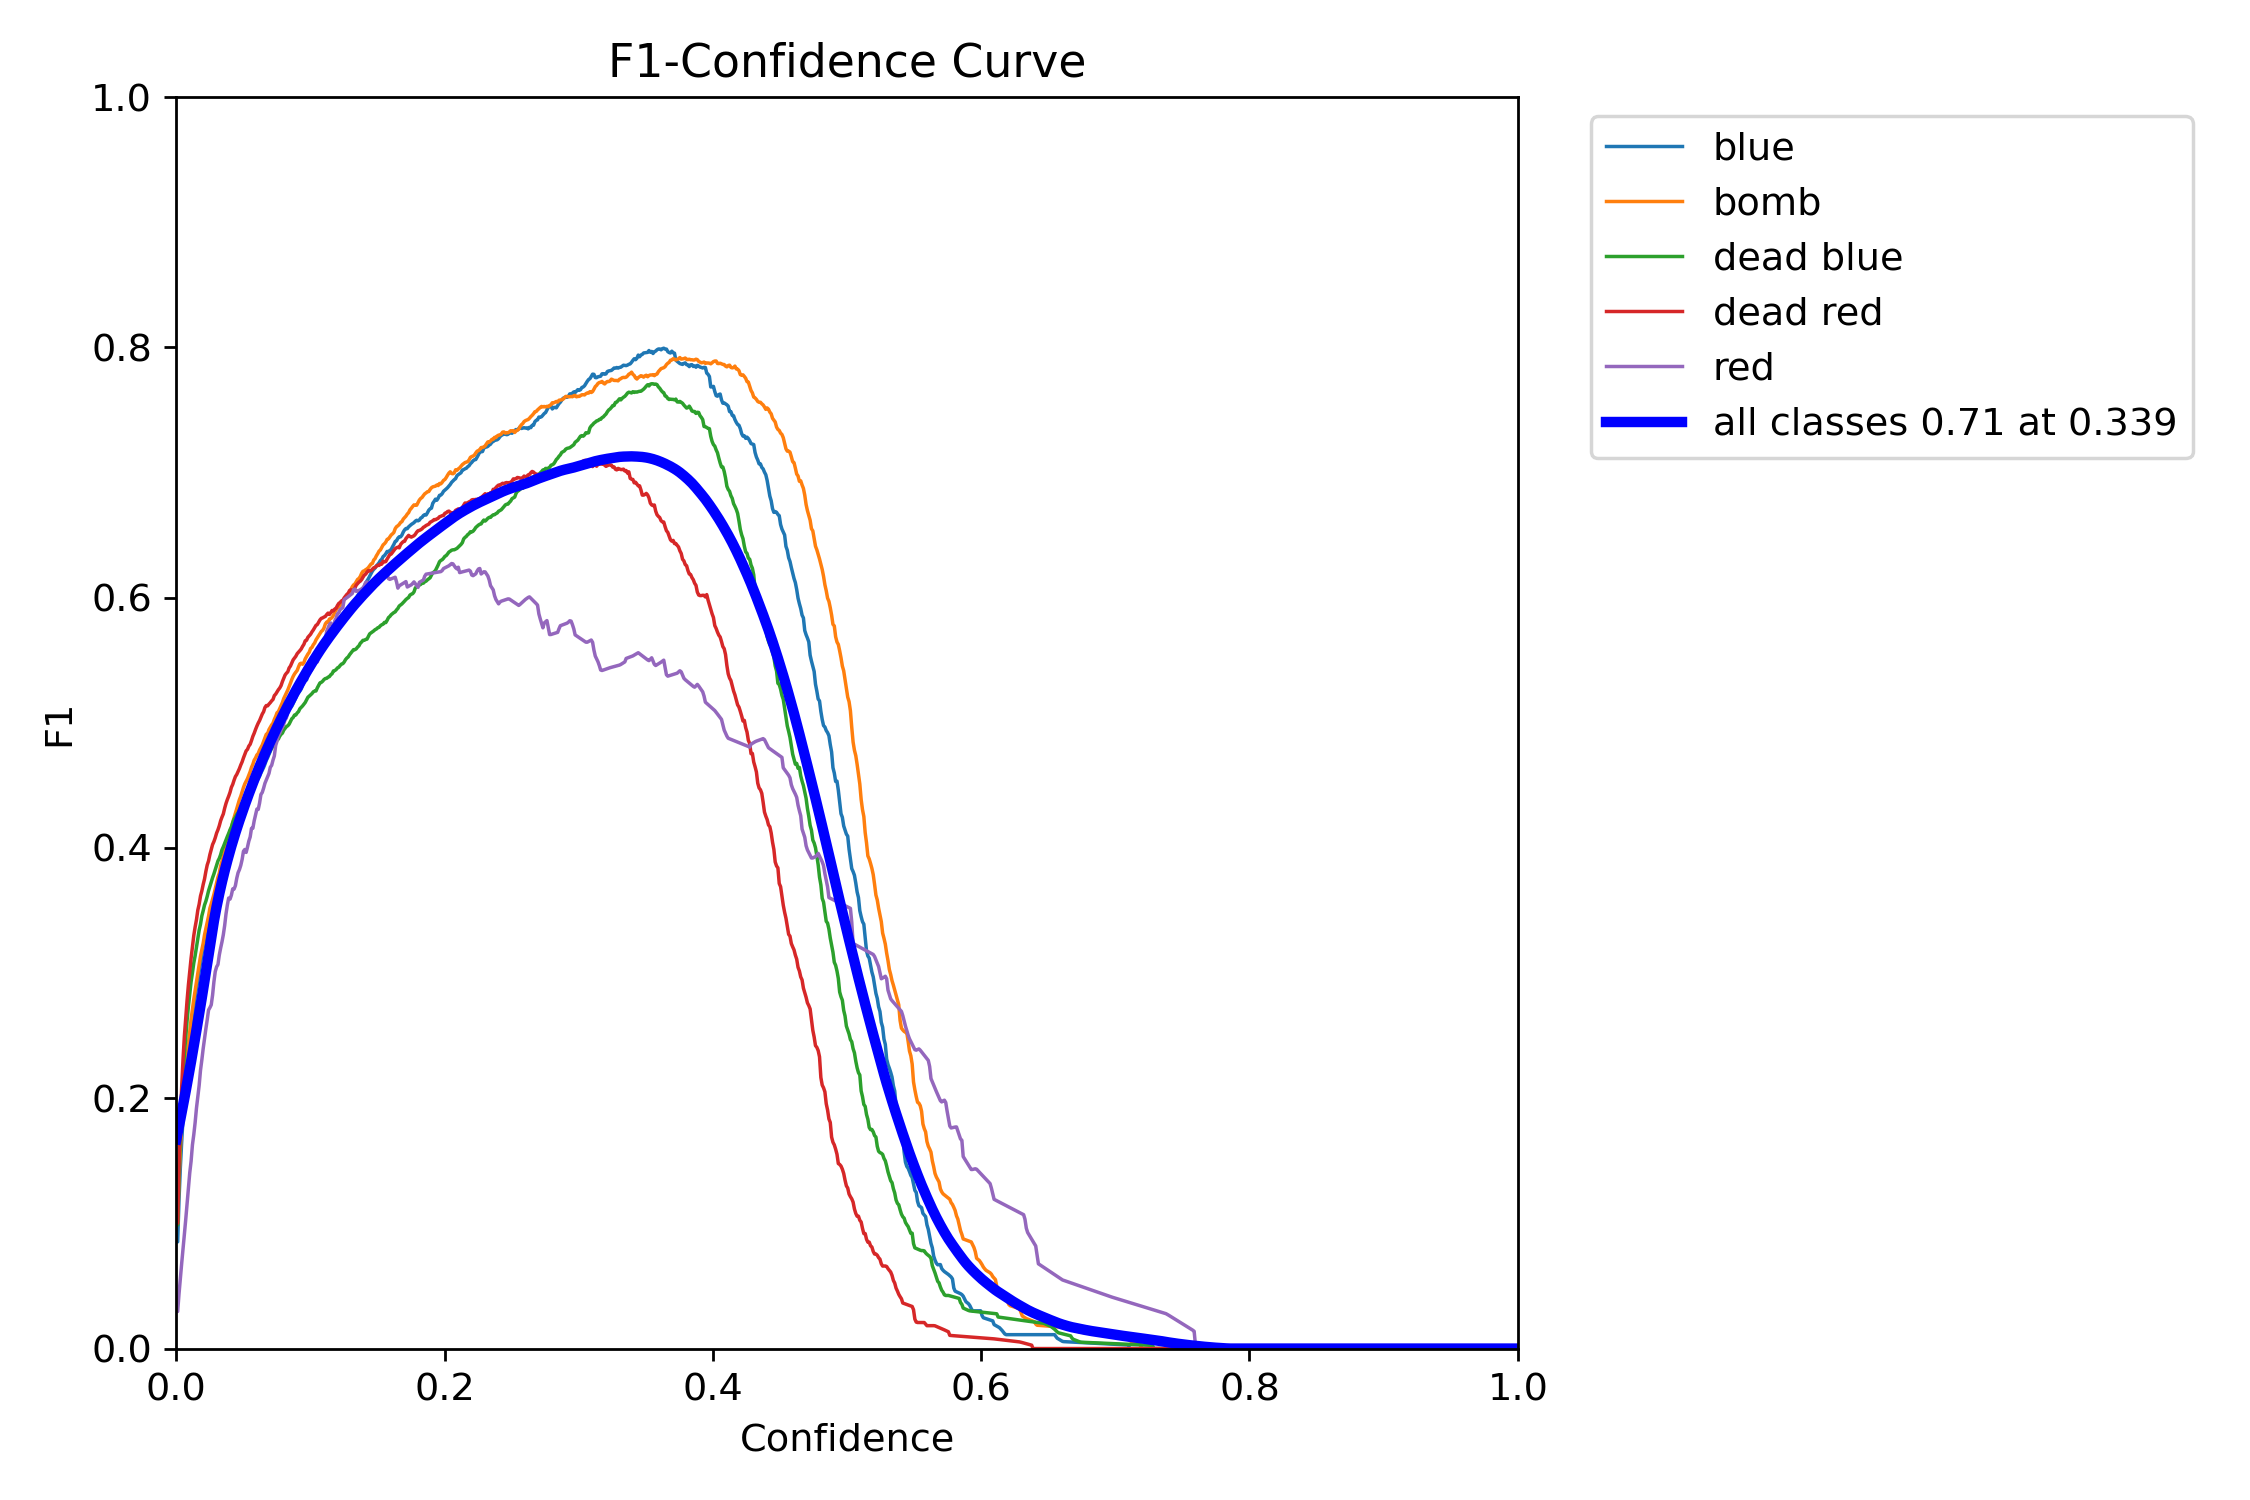 F1-Confidence Curve
1.0
0.8
0.6
0.4
0.2
0.0
F1
0.0 0.2 0.4 0.6 0.8 1.0
Confidence
blue
bomb
dead blue
dead red
red
all classes 0.71 at 0.339